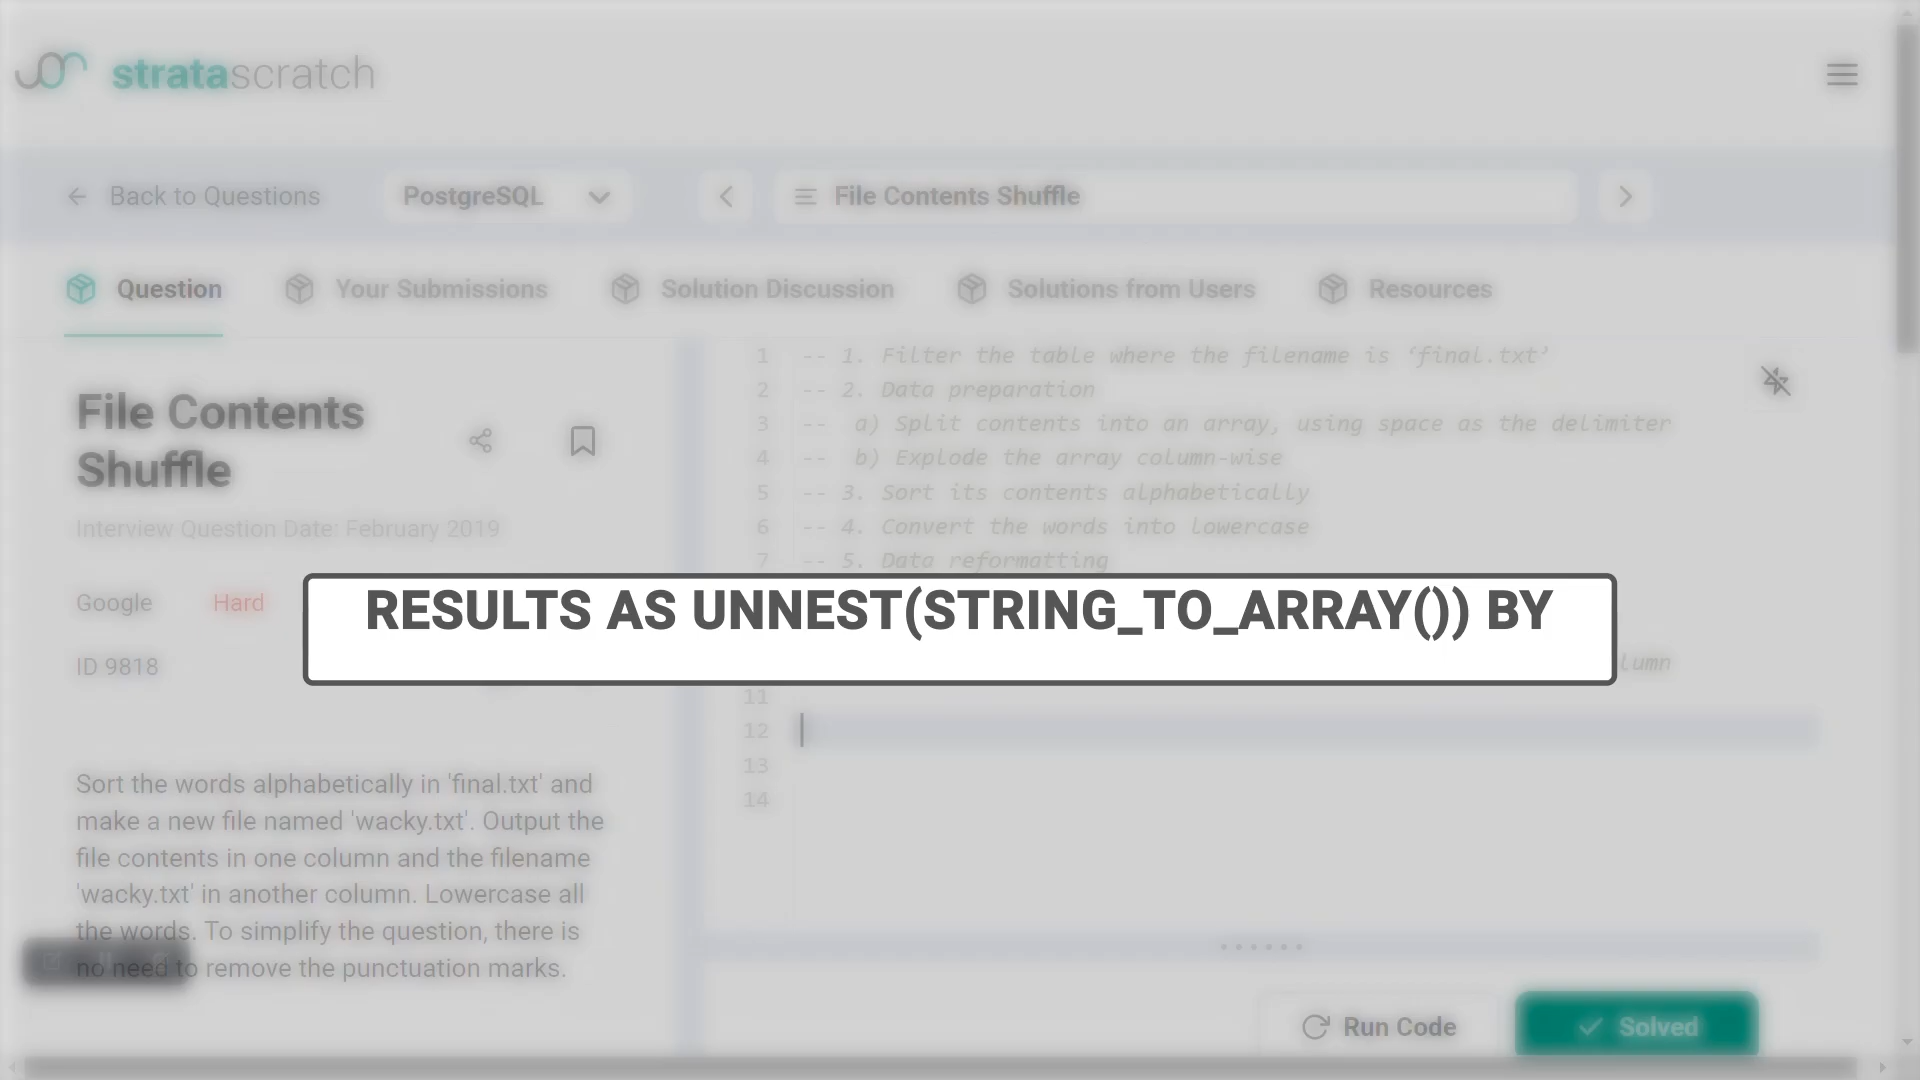 stratascratch
Back to Questions
PostgreSQL
File Contents Shuffle
Question
Your Submissions
Solution Discussion
Solutions from Users
Resources
File Contents
Shuffle
Interview Question Date: February 2019
Google
Hard
ID 9818
Sort the words alphabetically in 'final.txt' and
make a new file named 'wacky.txt'. Output the
file contents in one column and the filename
'wacky.txt' in another column. Lowercase all
the words. To simplify the question, there is
no need to remove the punctuation marks.
1 -- 1. Filter the table where the filename is ‘final.txt’
2 -- 2. Data preparation
3 -- a) Split contents into an array, using space as the delimiter
4 -- b) Explode the array column-wise
5 -- 3. Sort its contents alphabetically
6 -- 4. Convert the words into lowercase
7 -- 5. Data reformatting
RESULTS AS UNNEST(STRING_TO_ARRAY()) BY
11
12
13
14
Run Code
Solved